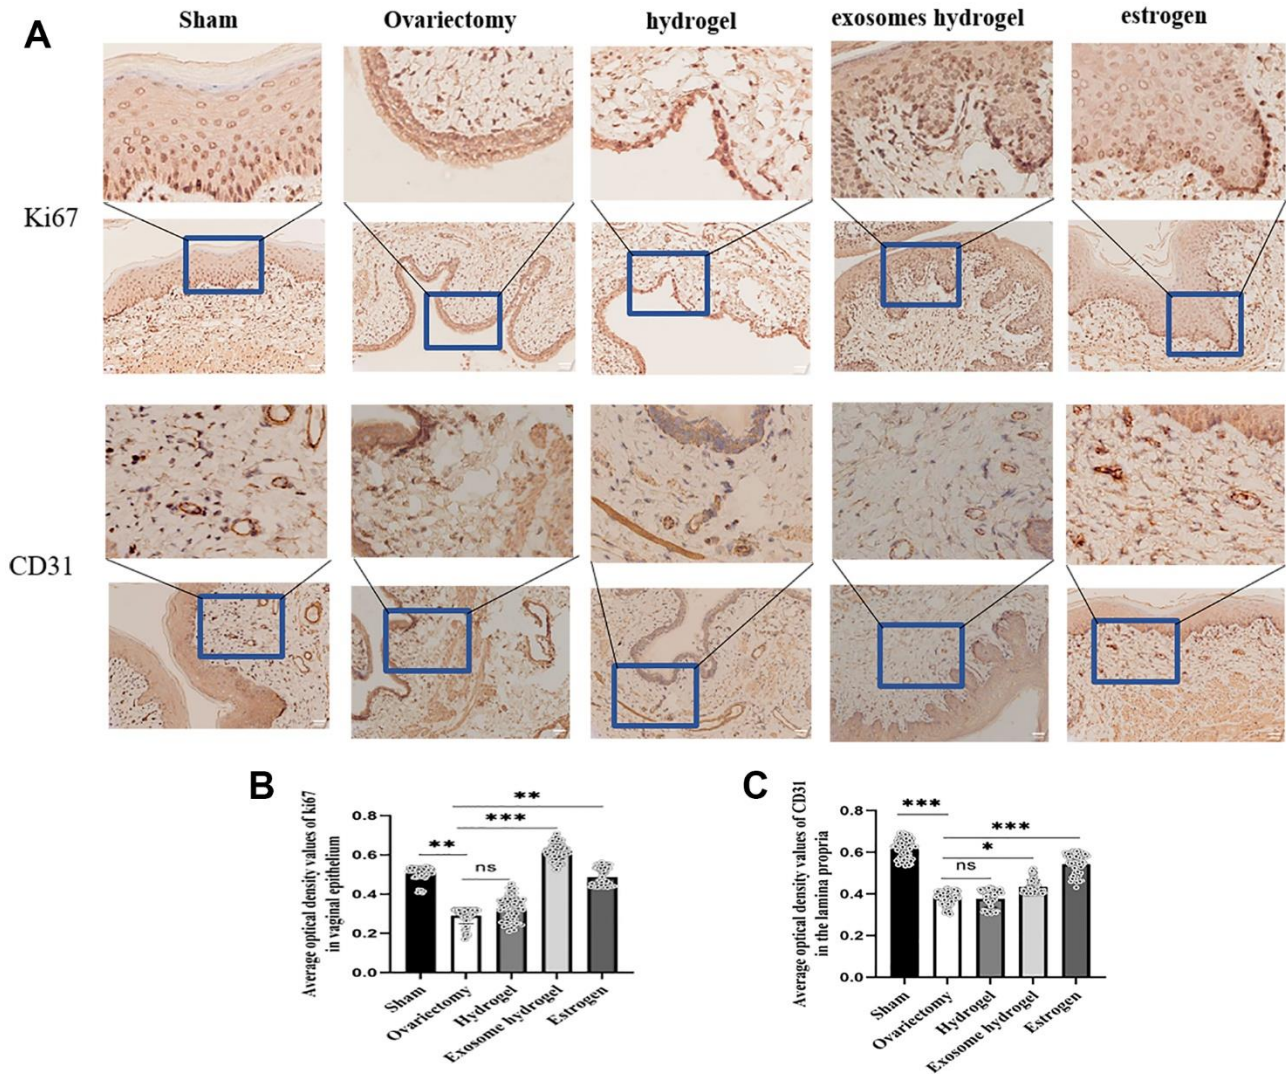 A
Sham
Ovariectomy
hydrogel
exosomes hydrogel
estrogen
Ki67
CD31
B
Average optical density values of ki67
in vaginal epithelium
0.8
0.6
0.4
0.2
0.0
**
***
**
ns
Sham
Ovariectomy
Hydrogel
Exosome hydrogel
Estrogen
C
Average optical density values of CD31
in the lamina propria
0.8
0.6
0.4
0.2
0.0
***
***
*
ns
Sham
Ovariectomy
Hydrogel
Exosome hydrogel
Estrogen